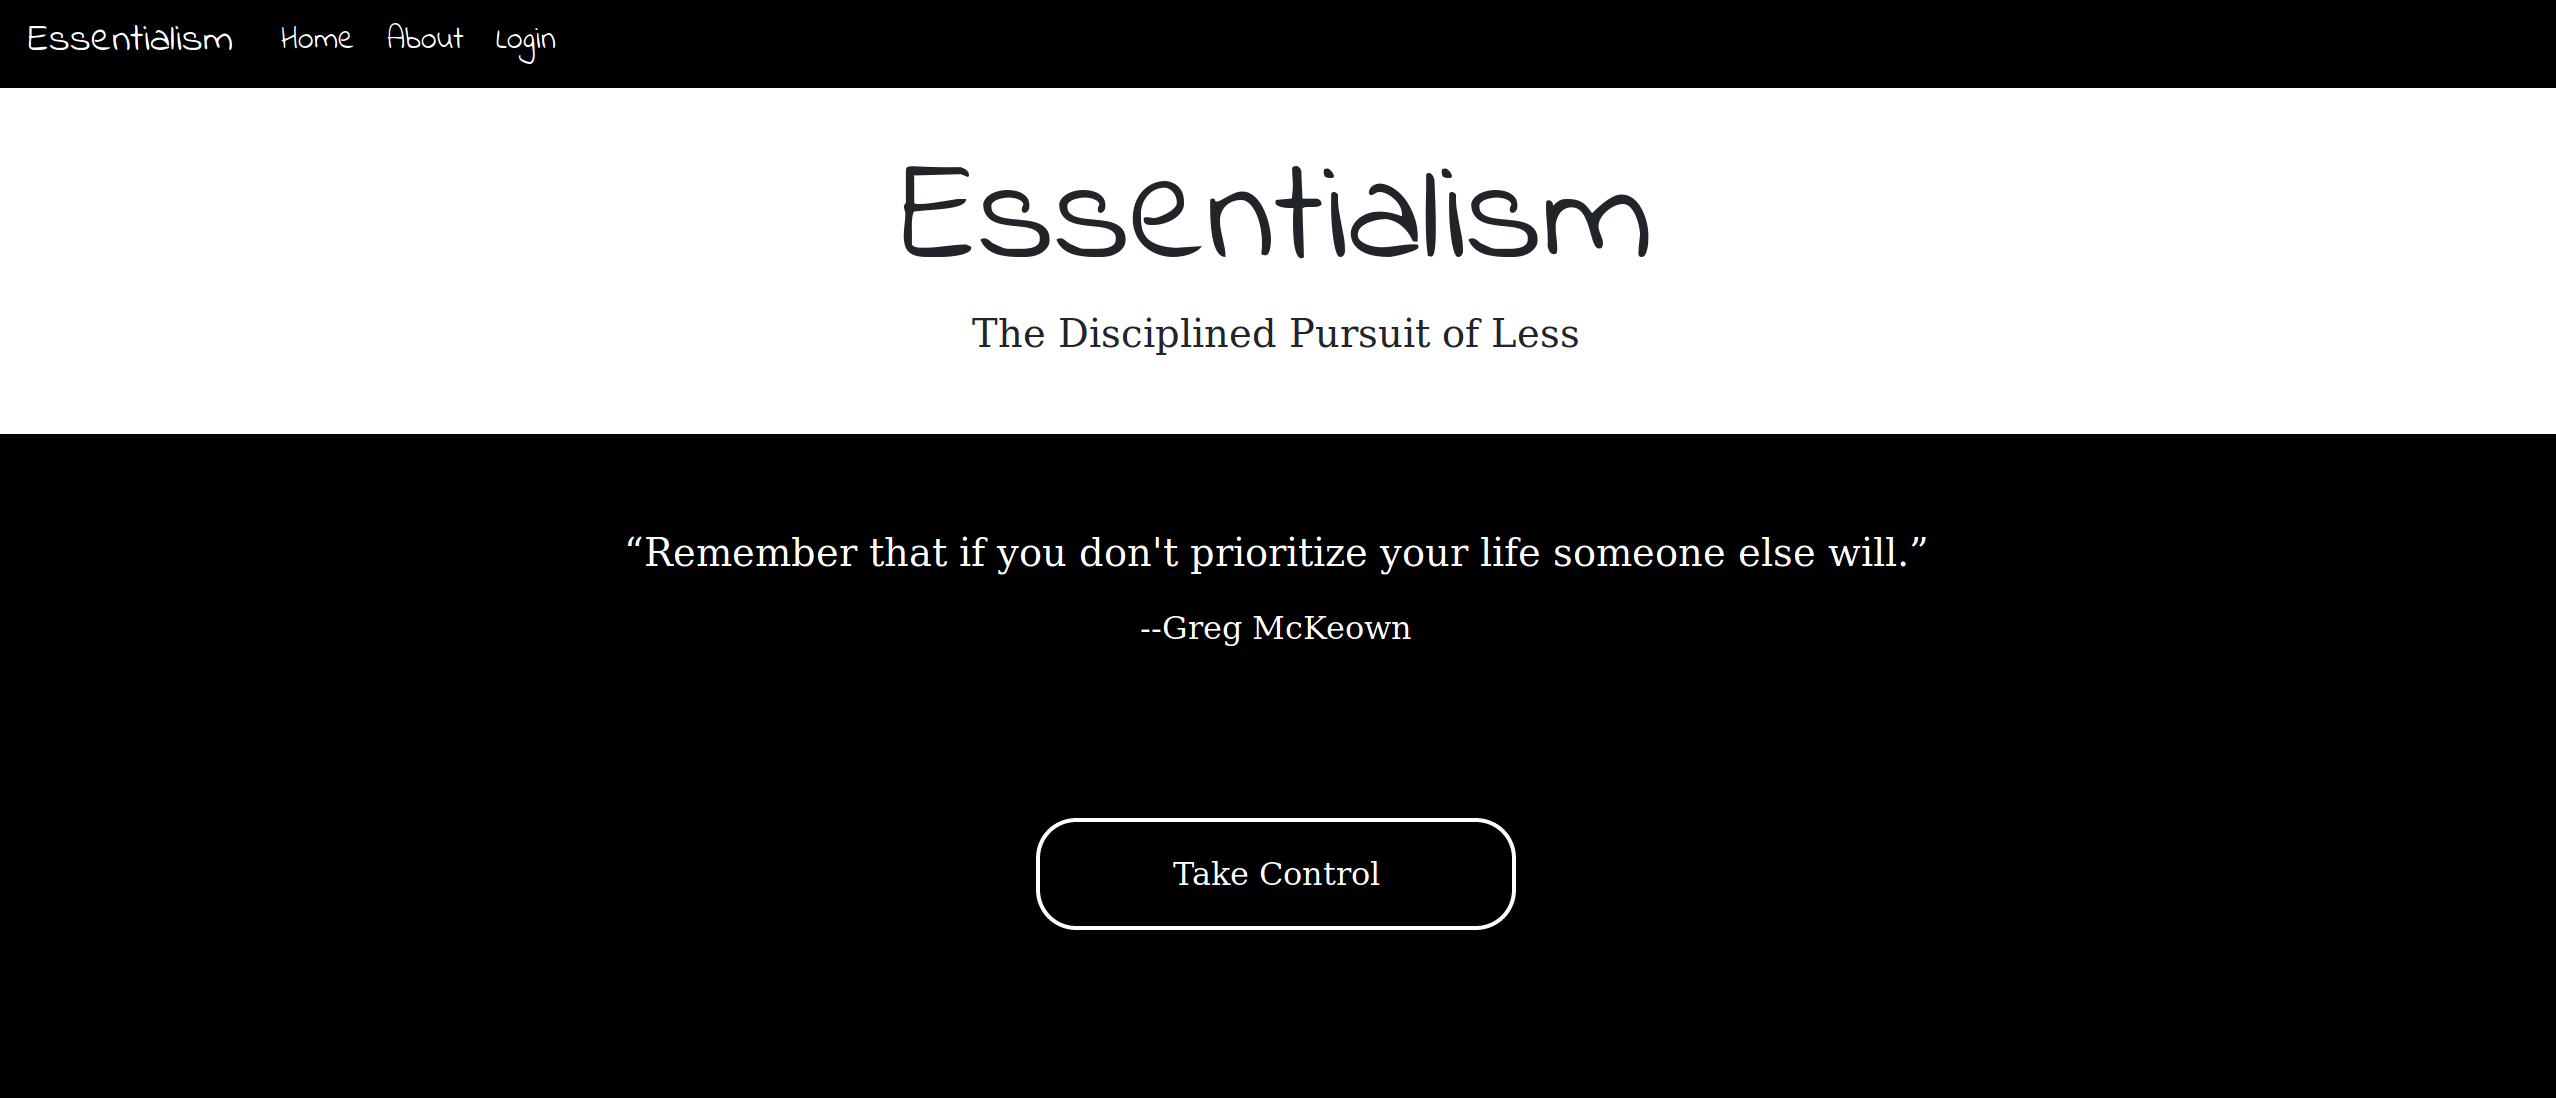 Essentialism Home About Login
Essentialism
The Disciplined Pursuit of Less
“Remember that if you don't prioritize your life someone else will.”
--Greg McKeown
Take Control